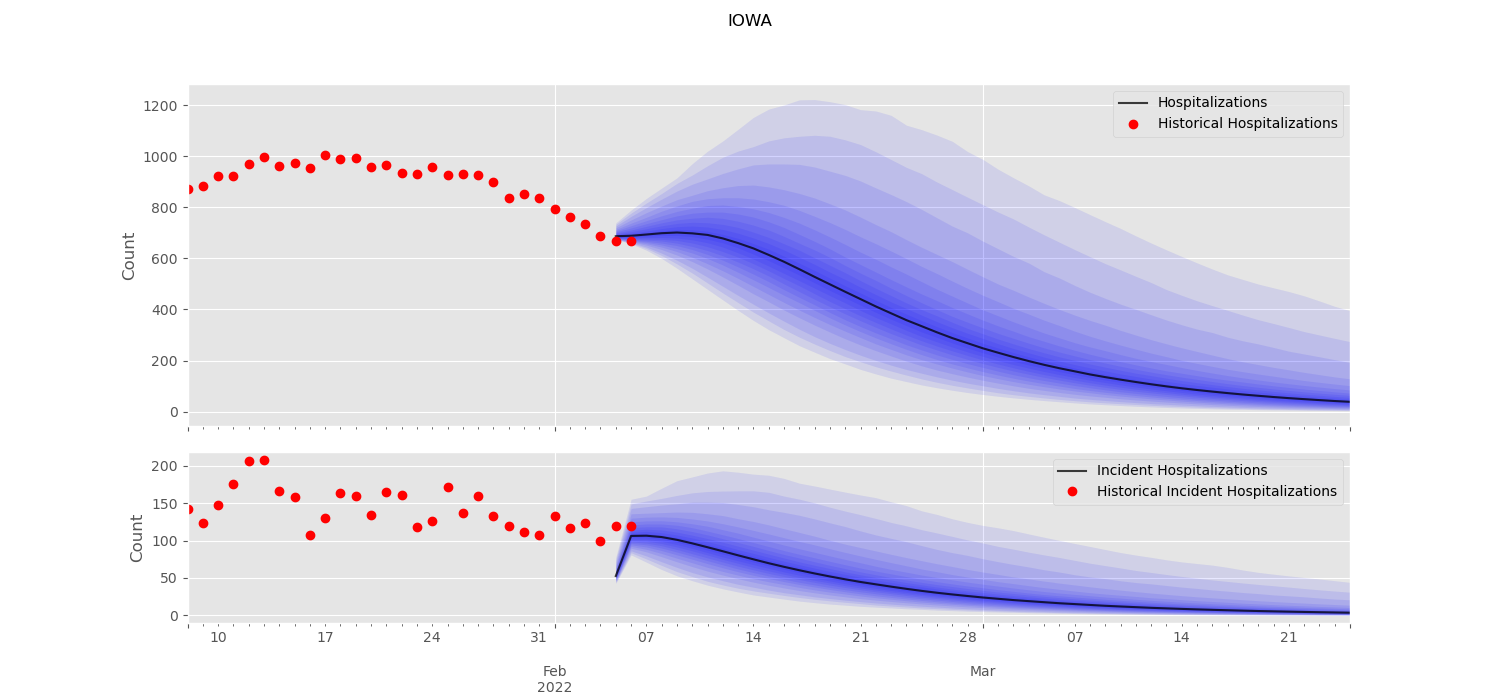 IOWA
Count
1200
1000
800
600
400
200
0
Hospitalizations
Historical Hospitalizations
Count
200
150
100
50
0
Incident Hospitalizations
Historical Incident Hospitalizations
10 17 24 31 07 14 21 28 07 14 21
Feb Mar
2022